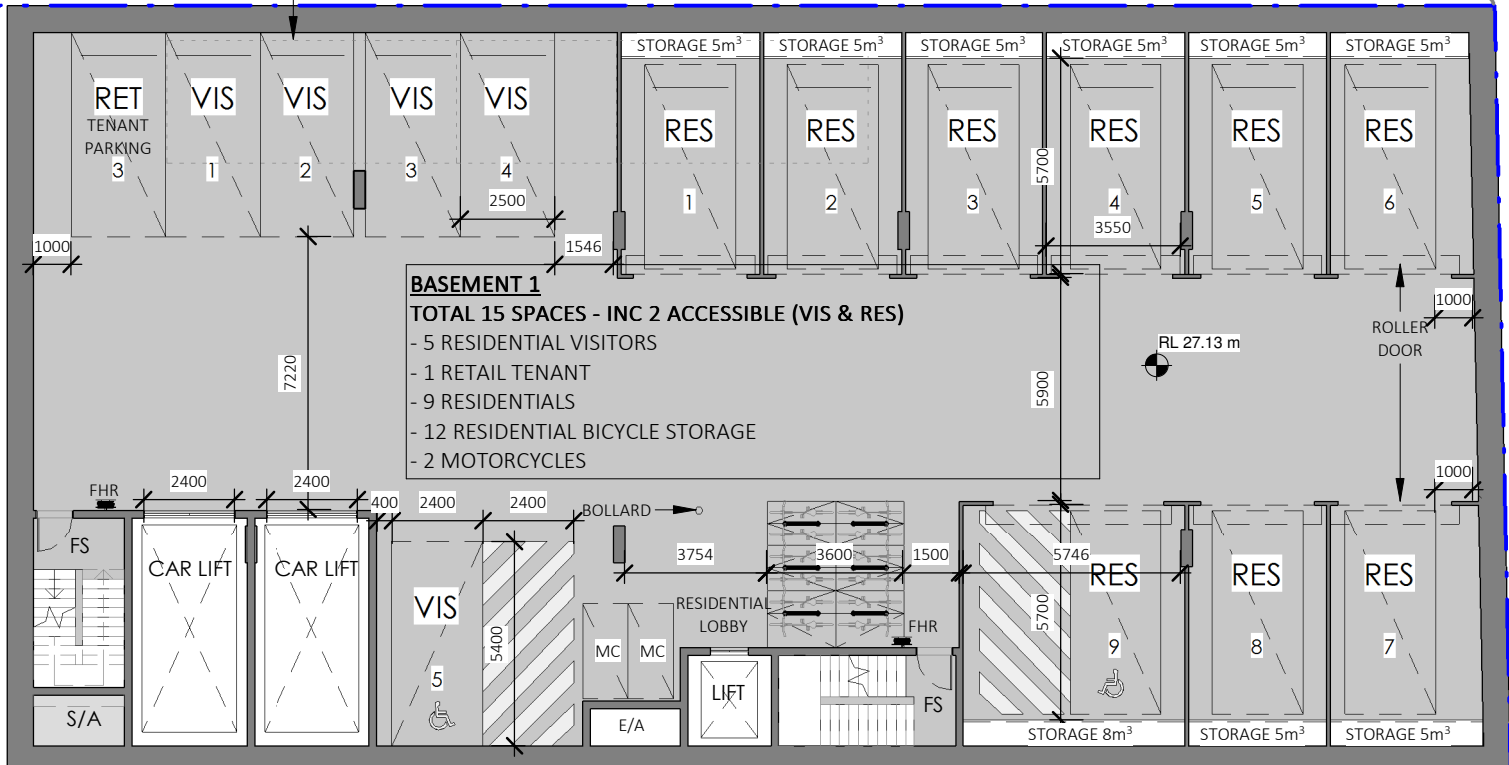 STORAGE 5m³
STORAGE 5m³
STORAGE 5m³
STORAGE 5m³
STORAGE 5m³
STORAGE 5m³
RET
TENANT
PARKING
3
VIS
1
VIS
2
VIS
3
VIS
4
2500
RES
1
RES
2
RES
3
RES
4
RES
5
RES
6
5700
3550
1000
1546
BASEMENT 1
TOTAL 15 SPACES - INC 2 ACCESSIBLE (VIS & RES)
- 5 RESIDENTIAL VISITORS
- 1 RETAIL TENANT
- 9 RESIDENTIALS
- 12 RESIDENTIAL BICYCLE STORAGE
- 2 MOTORCYCLES
7220
5900
RL 27.13 m
1000
ROLLER
DOOR
1000
FHR
2400
2400
400
2400
2400
BOLLARD
FS
CAR LIFT
CAR LIFT
3754
3600
1500
5746
VIS
5
5400
MC
MC
RESIDENTIAL
LOBBY
FHR
5700
RES
9
RES
8
RES
7
S/A
E/A
LIFT
FS
STORAGE 8m³
STORAGE 5m³
STORAGE 5m³